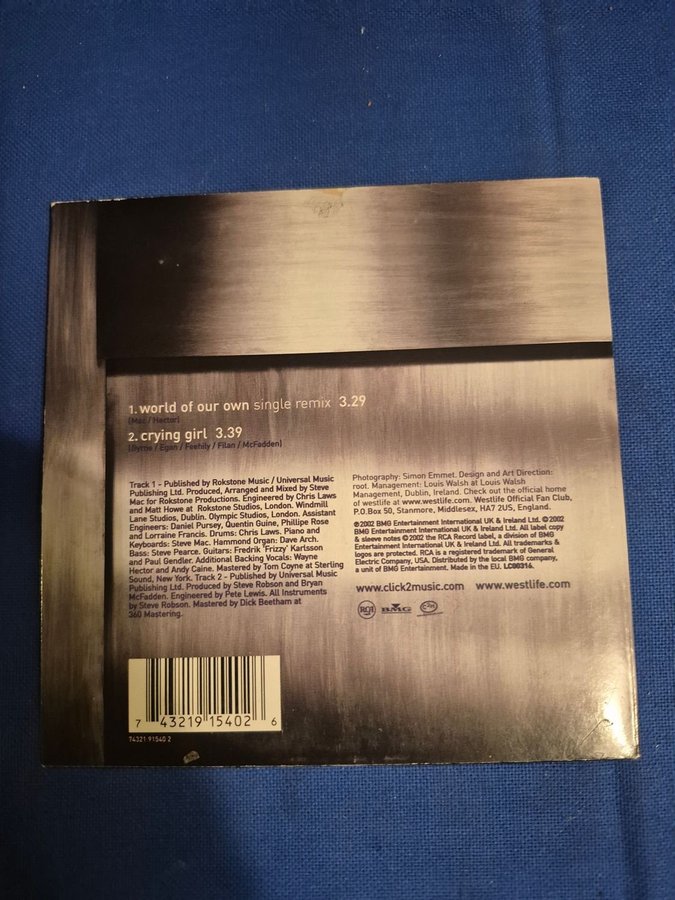 1. world of our own single remix 3.29
(Mac / Hector)
2. crying girl 3.39
(Byrne / Egan / Feehily / Filan / McFadden)
Track 1 - Published by Rokstone Music / Universal Music
Publishing Ltd. Produced, Arranged and Mixed by Steve
Mac for Rokstone Productions. Engineered by Chris Laws
and Matt Howe at Rokstone Studios, London. Windmill
Lane Studios, Dublin. Olympic Studios, London. Assistant
Engineers: Daniel Pursey, Quentin Guine, Phillipe Rose
and Lorraine Francis. Drums: Chris Laws. Piano and
Keyboards: Steve Mac. Hammond Organ: Dave Arch.
Bass: Steve Pearce. Guitars: Fredrik 'Frizzy' Karlsson
and Paul Gendler. Additional Backing Vocals: Wayne
Hector and Andy Caine. Mastered by Tom Coyne at Sterling
Sound, New York. Track 2 - Published by Universal Music
Publishing Ltd. Produced by Steve Robson and Bryan
McFadden. Engineered by Pete Lewis. All Instruments
by Steve Robson. Mastered by Dick Beetham at
360 Mastering.
Photography: Simon Emmet. Design and Art Direction:
root. Management: Louis Walsh at Louis Walsh
Management, Dublin, Ireland. Check out the official home
of westlife at www.westlife.com. Westlife Official Fan Club,
P.O.Box 50, Stanmore, Middlesex, HA7 2US, England.
℗2002 BMG Entertainment International UK & Ireland Ltd. ©2002
BMG Entertainment International UK & Ireland Ltd. All label copy
& sleeve notes ©2002 the RCA Record label, a division of BMG
Entertainment International UK & Ireland Ltd. All trademarks &
logos are protected. RCA is a registered trademark of General
Electric Company, USA. Distributed by the local BMG company,
a unit of BMG Entertainment. Made in the EU. LC00316.
www.click2music.com www.westlife.com
RCA BMG
7 43219 15402 6
74321 91540 2